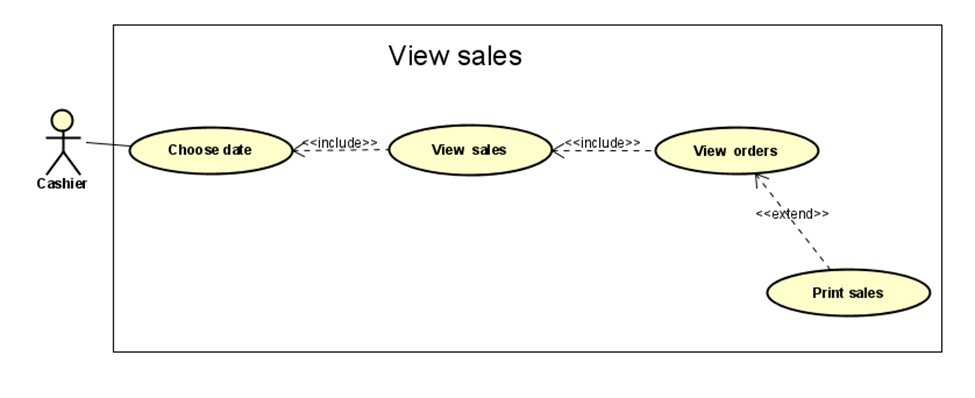 View sales
Choose date
<<include>>
View sales
<<include>>
View orders
Cashier
<<extend>>
Print sales